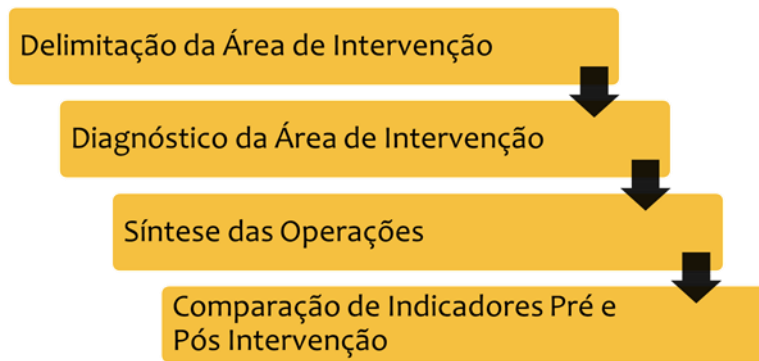 Delimitação da Área de Intervenção
Diagnóstico da Área de Intervenção
Síntese das Operações
Comparação de Indicadores Pré e
Pós Intervenção